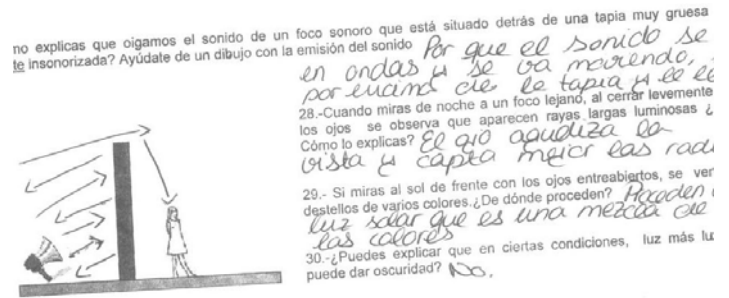 no explicas que oigamos el sonido de un foco sonoro que está situado detrás de una tapia muy gruesa
te insonorizada? Ayúdate de un dibujo con la emisión del sonido Por que el sonido se
en ondas y se va moviendo,
por encima de la tapia y le
28.-Cuando miras de noche a un foco lejano, al cerrar levemente
los ojos se observa que aparecen rayas largas luminosas ¿
Cómo lo explicas? El ojo agudiza la
vista y capta mejor las radi
29.- Si miras al sol de frente con los ojos entreabiertos, se ver
destellos de varios colores.¿De dónde proceden? Proceden
luz solar que es una mezcla de
las colores
30.-¿Puedes explicar que en ciertas condiciones, luz más lu
puede dar oscuridad? No.